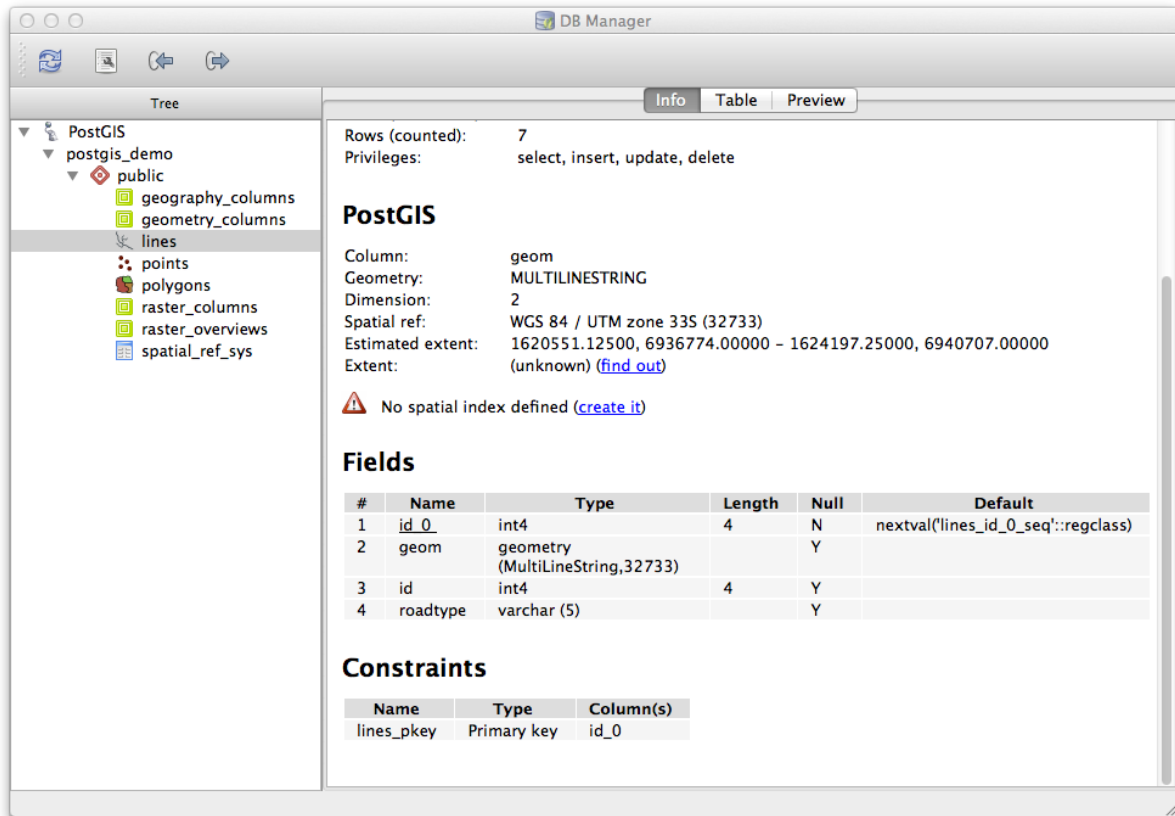 DB Manager
Tree
Info Table Preview
PostGIS
postgis_demo
public
geography_columns
geometry_columns
lines
points
polygons
raster_columns
raster_overviews
spatial_ref_sys
Rows (counted): 7
Privileges: select, insert, update, delete
PostGIS
Column: geom
Geometry: MULTILINESTRING
Dimension: 2
Spatial ref: WGS 84 / UTM zone 33S (32733)
Estimated extent: 1620551.12500, 6936774.00000 - 1624197.25000, 6940707.00000
Extent: (unknown) (find out)
No spatial index defined (create it)
Fields
# Name Type Length Null Default
1 id_0 int4 4 N nextval('lines_id_0_seq'::regclass)
2 geom geometry Y
(MultiLineString,32733)
3 id int4 4 Y
4 roadtype varchar (5) Y
Constraints
Name Type Column(s)
lines_pkey Primary key id_0